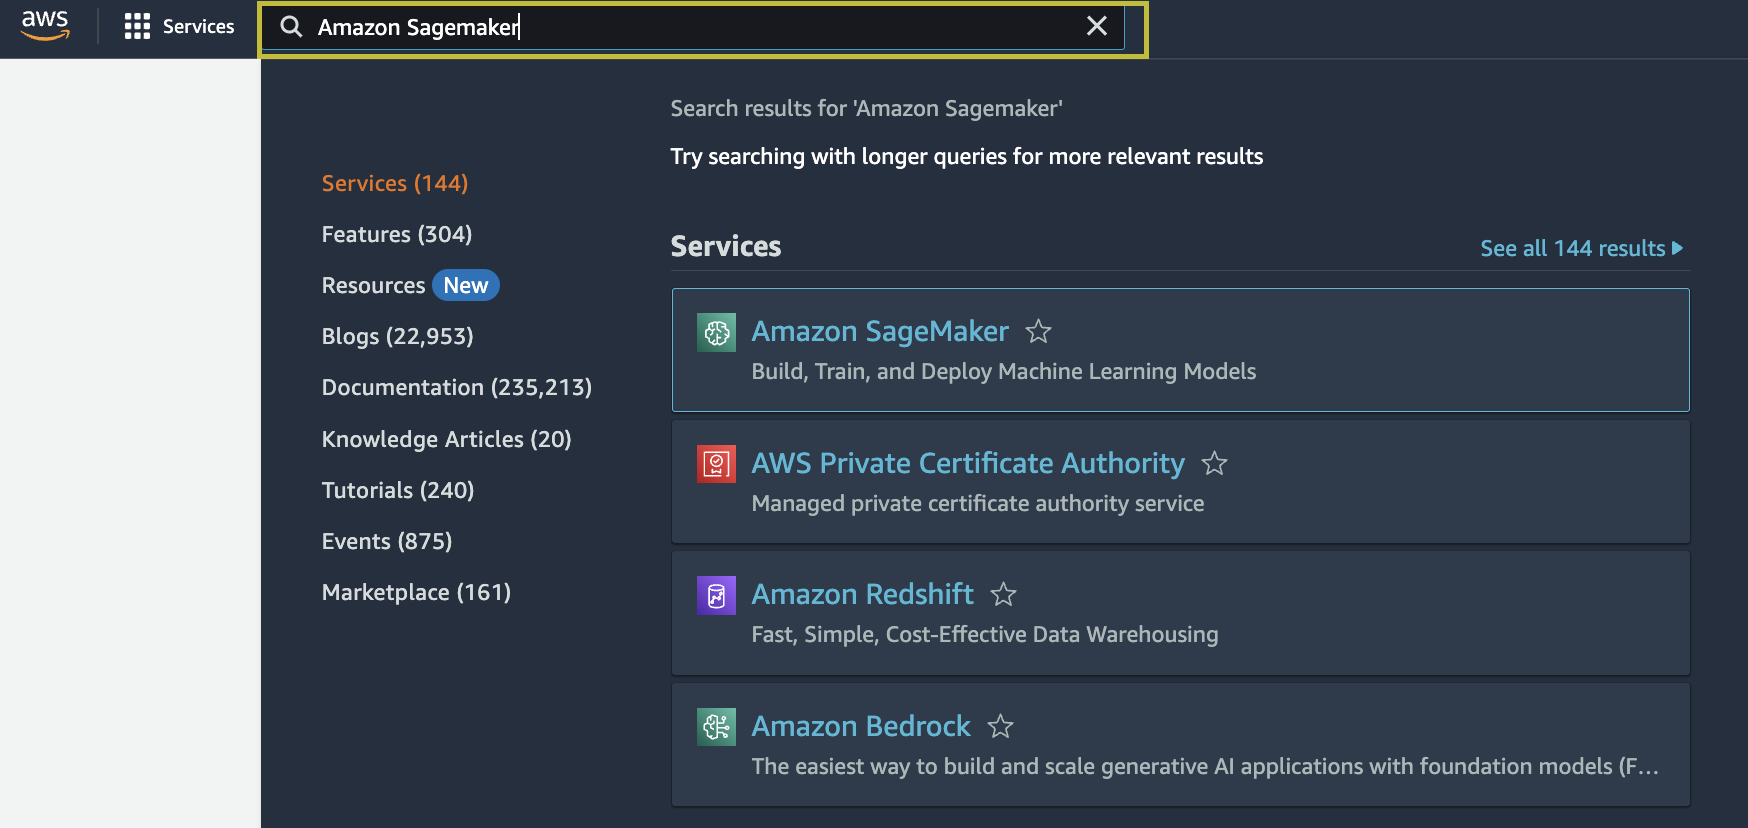 aws
Services
Amazon Sagemaker
Search results for 'Amazon Sagemaker'
Try searching with longer queries for more relevant results
Services (144)
Features (304)
Resources New
Blogs (22,953)
Documentation (235,213)
Knowledge Articles (20)
Tutorials (240)
Events (875)
Marketplace (161)
Services
See all 144 results
Amazon SageMaker
Build, Train, and Deploy Machine Learning Models
AWS Private Certificate Authority
Managed private certificate authority service
Amazon Redshift
Fast, Simple, Cost-Effective Data Warehousing
Amazon Bedrock
The easiest way to build and scale generative AI applications with foundation models (F...